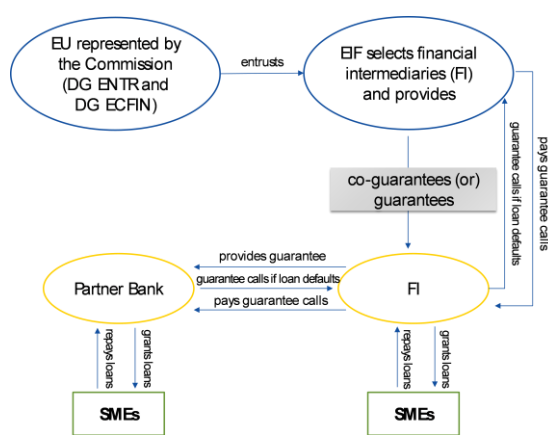 EU represented by
the Commission
(DG ENTR and
DG ECFIN)
entrusts
EIF selects financial
intermediaries (FI)
and provides
co-guarantees (or)
guarantees
guarantee calls if loan defaults
pays guarantee calls
provides guarantee
guarantee calls if loan defaults
pays guarantee calls
Partner Bank
FI
repays loans
grants loans
repays loans
grants loans
SMEs
SMEs